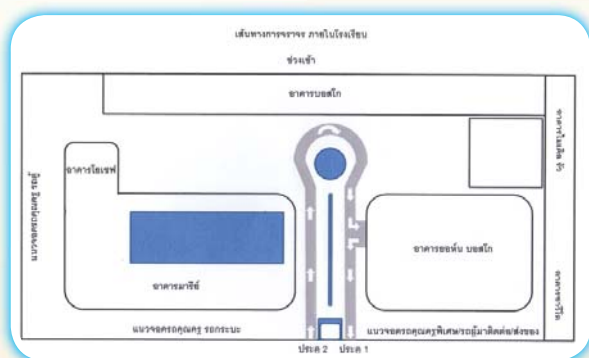 เส้นทางการจราจร ภายในโรงเรียน
ช่วงเช้า
อาคารบอสโก
อาคารโยเซฟ
อาคารมารีย์
อาคารยอห์น บอสโก
แนวจอดรถคุณครู รถกระบะ
แนวจอดรถคุณครูพิเศษ/รถผู้มาติดต่อ/ส่งของ
ประตู 2
ประตู 1